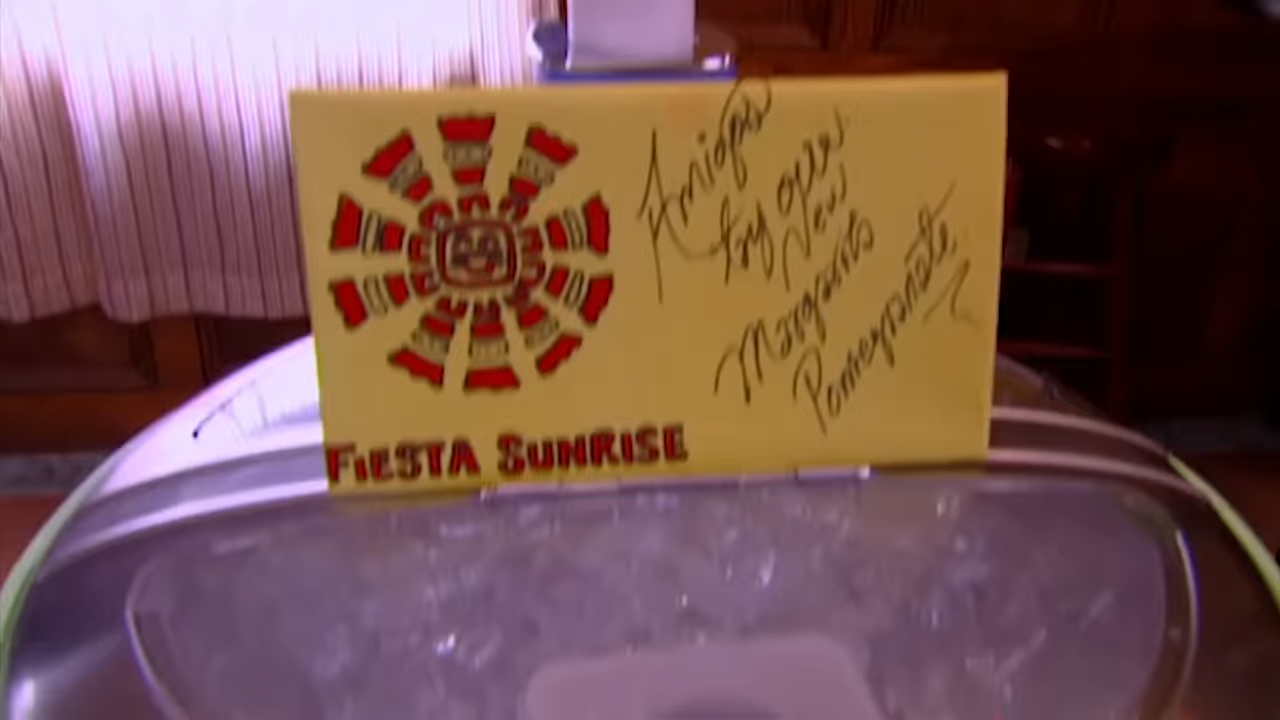 Amigos
try our
New
Margarita
Pomegranate
FIESTA SUNRISE